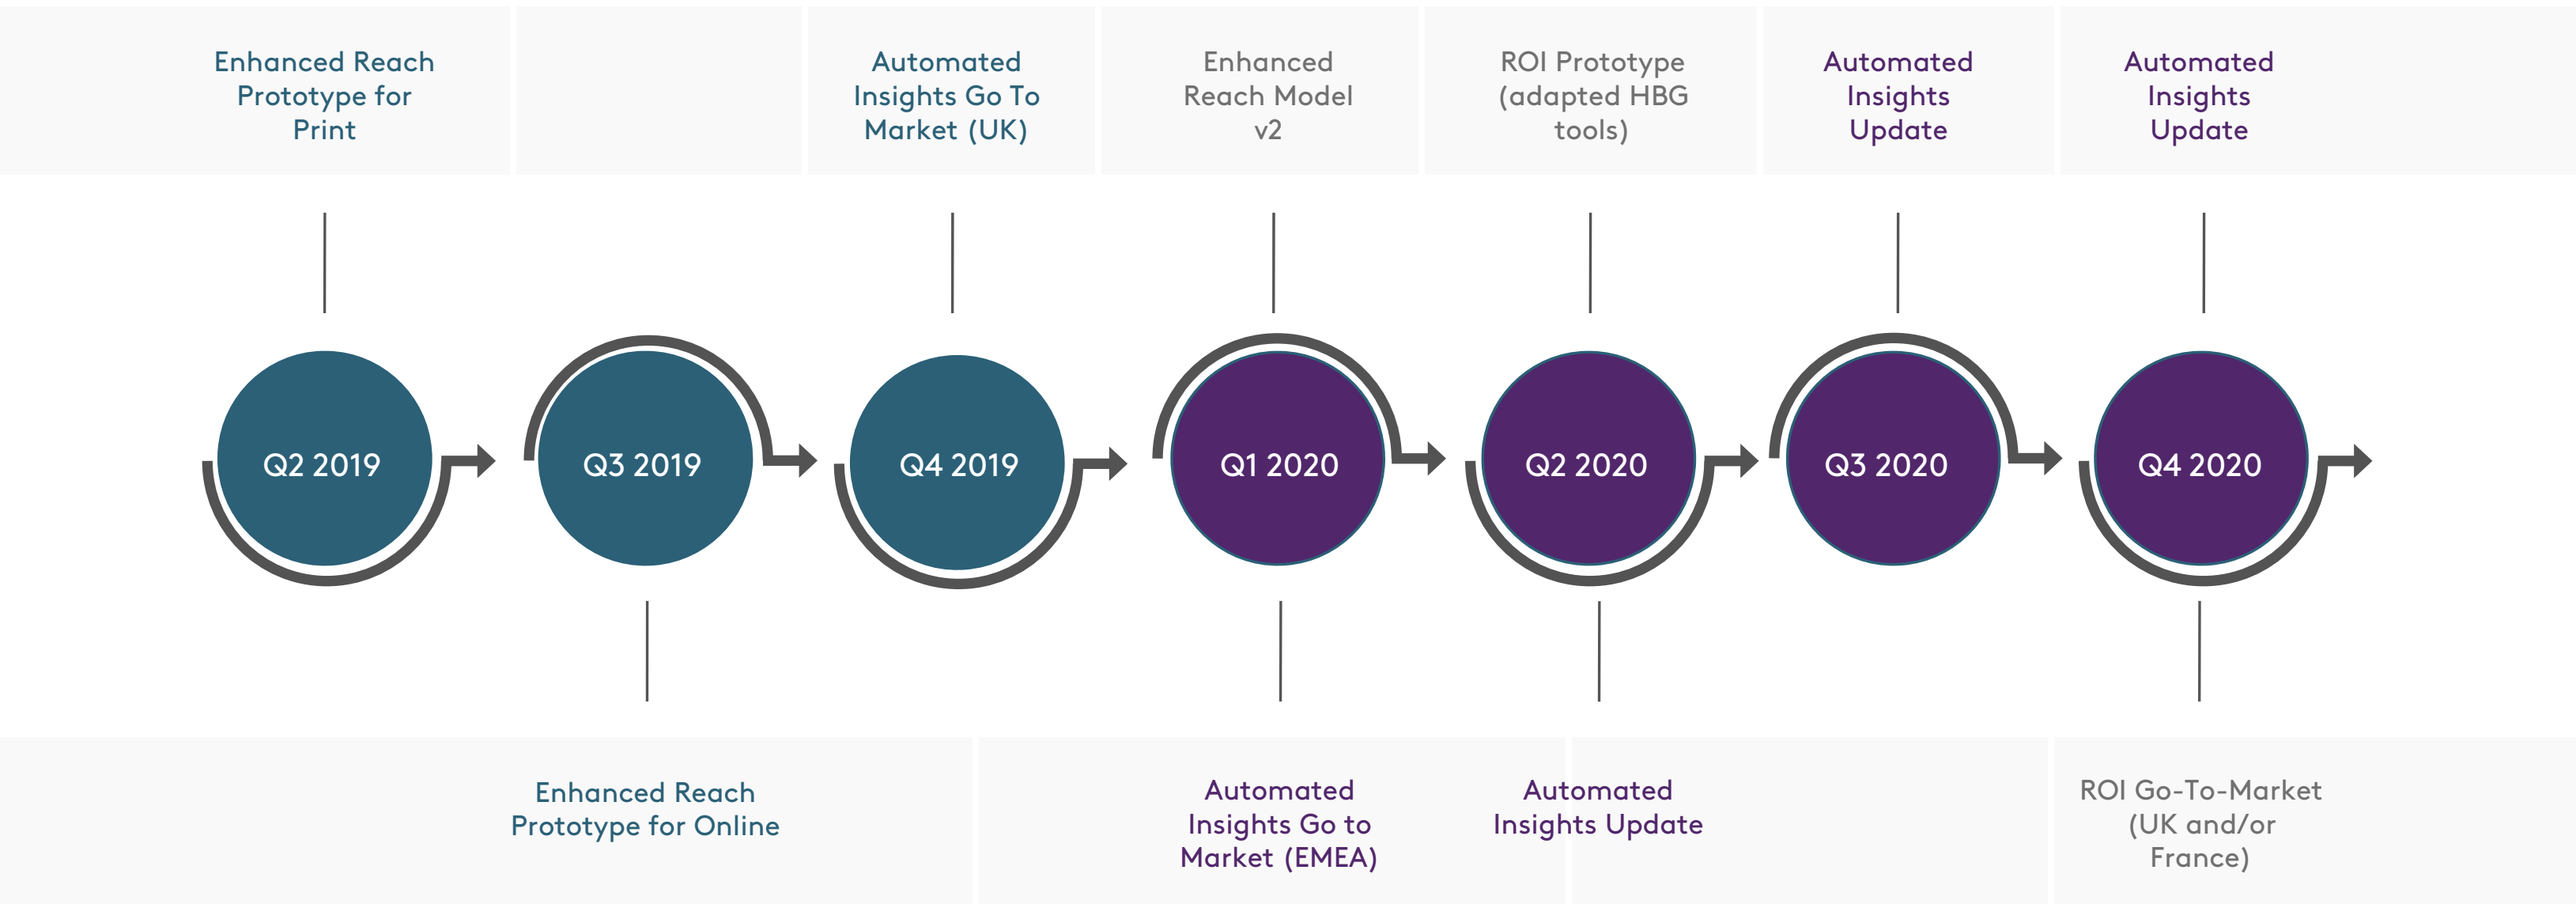 Enhanced Reach
Prototype for
Print
Automated
Insights Go To
Market (UK)
Enhanced
Reach Model
v2
ROI Prototype
(adapted HBG
tools)
Automated
Insights
Update
Automated
Insights
Update
Q2 2019
Q3 2019
Q4 2019
Q1 2020
Q2 2020
Q3 2020
Q4 2020
Enhanced Reach
Prototype for Online
Automated
Insights Go to
Market (EMEA)
Automated
Insights Update
ROI Go-To-Market
(UK and/or
France)